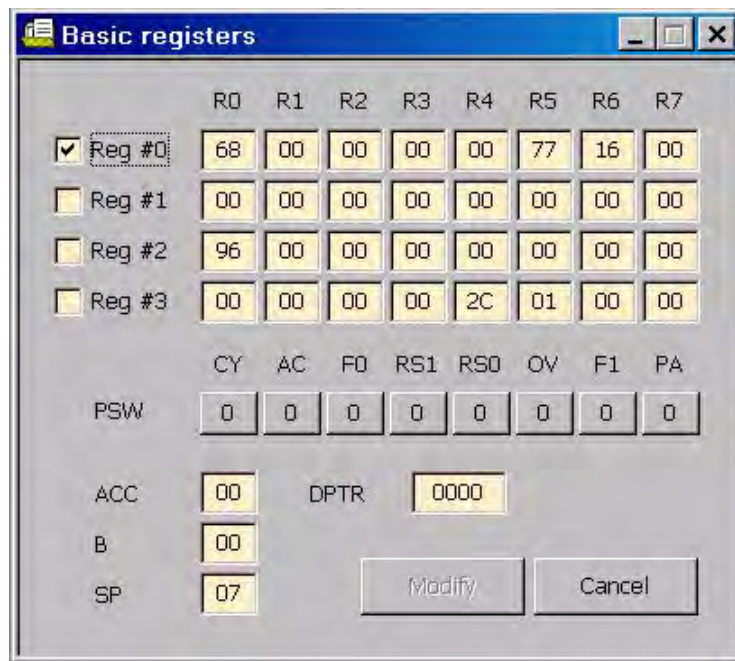 Basic registers
R0 R1 R2 R3 R4 R5 R6 R7
Reg #0 68 00 00 00 00 77 16 00
Reg #1 00 00 00 00 00 00 00 00
Reg #2 96 00 00 00 00 00 00 00
Reg #3 00 00 00 00 2C 01 00 00
CY AC F0 RS1 RS0 OV F1 PA
PSW 0 0 0 0 0 0 0 0
ACC 00 DPTR 0000
B 00
SP 07
Modify Cancel